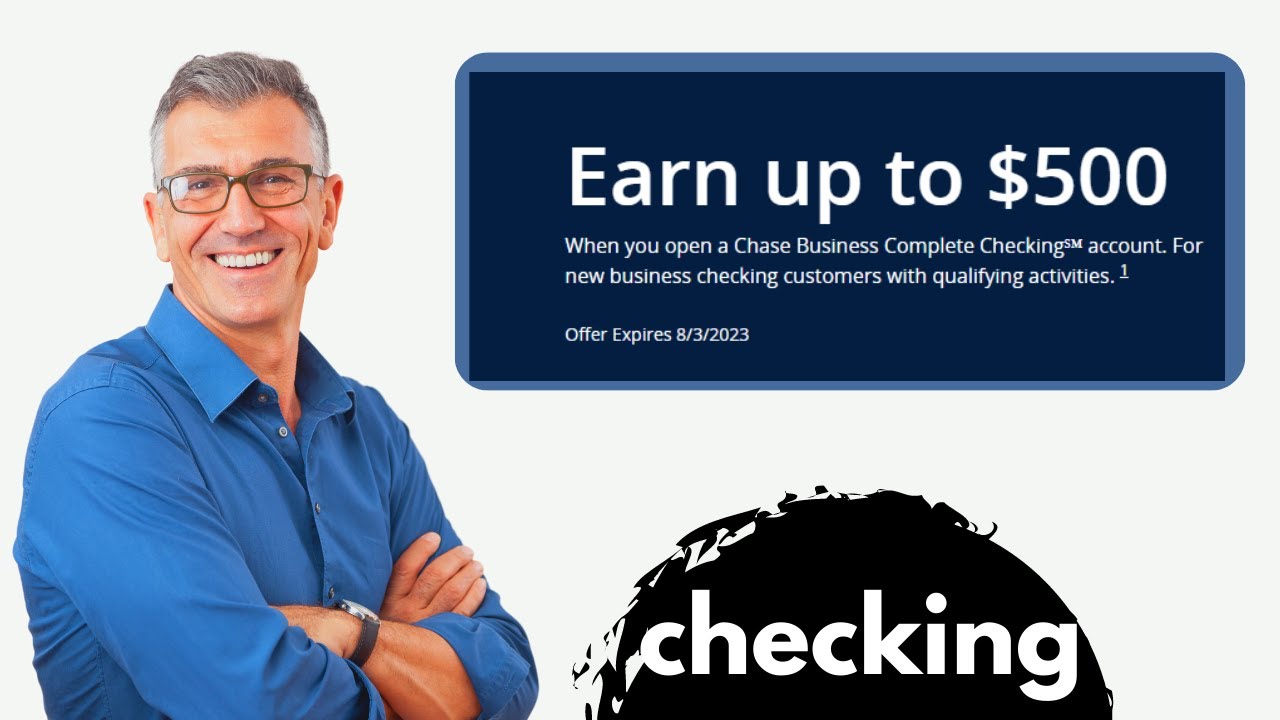 Earn up to $500
When you open a Chase Business Complete Checking℠ account. For
new business checking customers with qualifying activities. 1
Offer Expires 8/3/2023
checking